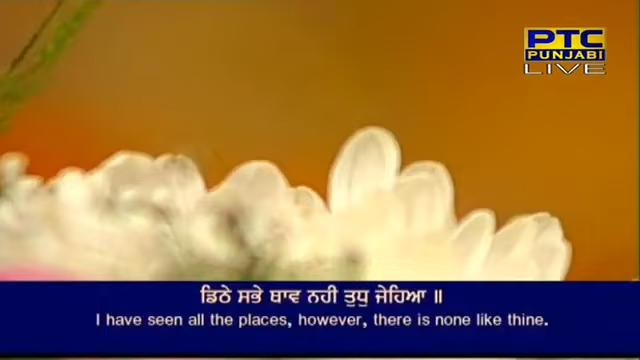 PTC
PUNJABI
LIVE
ਡਿਠੇ ਸਭੇ ਥਾਵ ਨਹੀ ਤੁਧੁ ਜੇਹਿਆ ॥
I have seen all the places, however, there is none like thine.